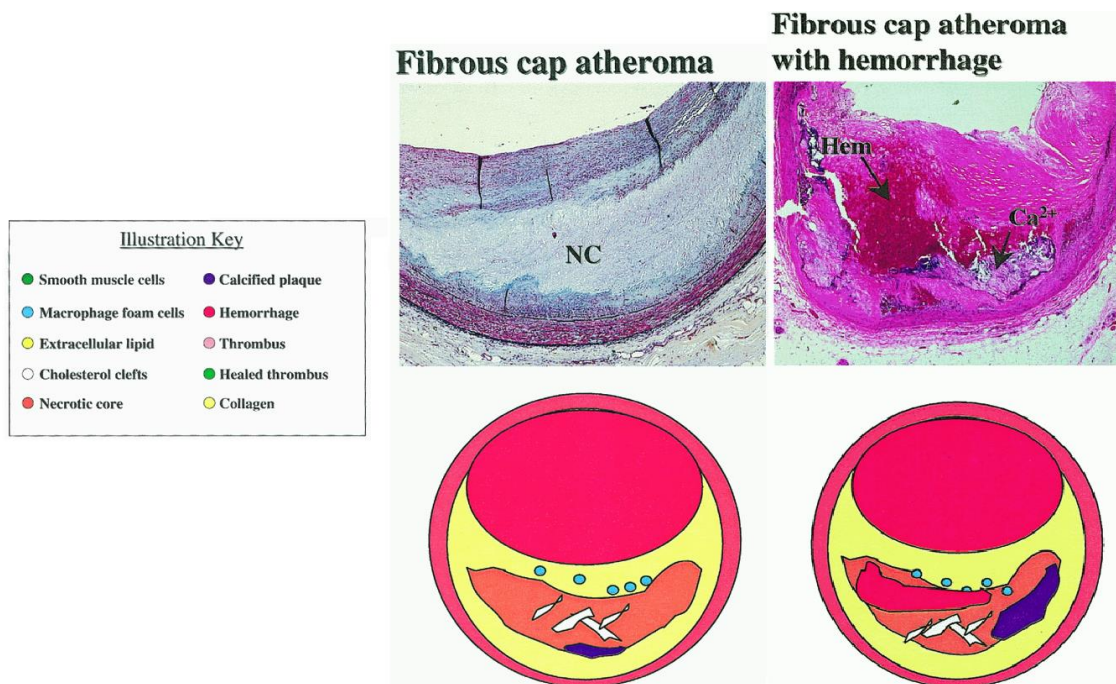 Fibrous cap atheroma
Fibrous cap atheroma
with hemorrhage
NC
Hem
Ca²⁺
Illustration Key
Smooth muscle cells
Macrophage foam cells
Extracellular lipid
Cholesterol clefts
Necrotic core
Calcified plaque
Hemorrhage
Thrombus
Healed thrombus
Collagen